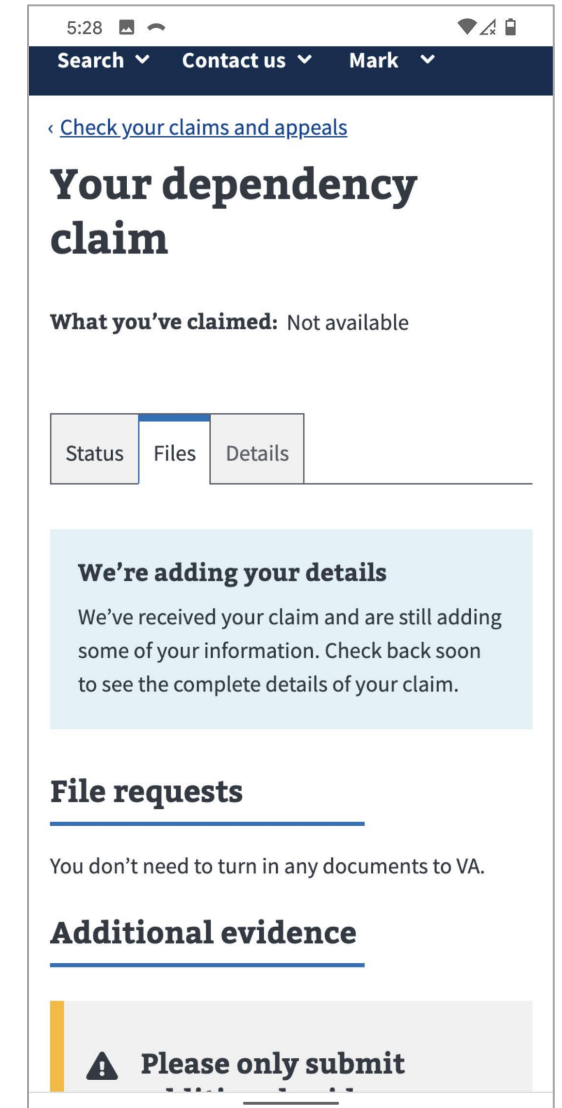 5:28
Search Contact us Mark
‹ Check your claims and appeals
Your dependency
claim
What you’ve claimed: Not available
Status Files Details
We’re adding your details
We’ve received your claim and are still adding
some of your information. Check back soon
to see the complete details of your claim.
File requests
You don’t need to turn in any documents to VA.
Additional evidence
Please only submit